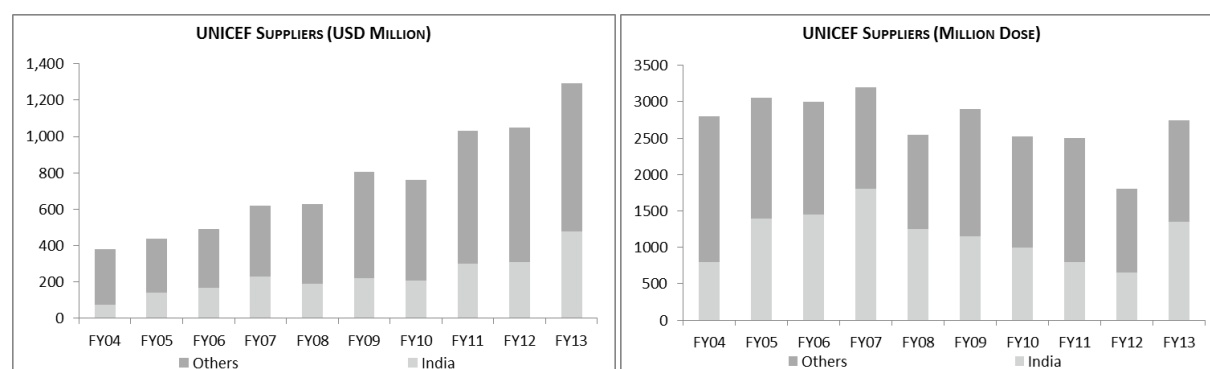 UNICEF SUPPLIERS (USD MILLION)
1,400
1,200
1,000
800
600
400
200
0
FY04 FY05 FY06 FY07 FY08 FY09 FY10 FY11 FY12 FY13
Others India
UNICEF SUPPLIERS (MILLION DOSE)
3500
3000
2500
2000
1500
1000
500
0
FY04 FY05 FY06 FY07 FY08 FY09 FY10 FY11 FY12 FY13
Others India